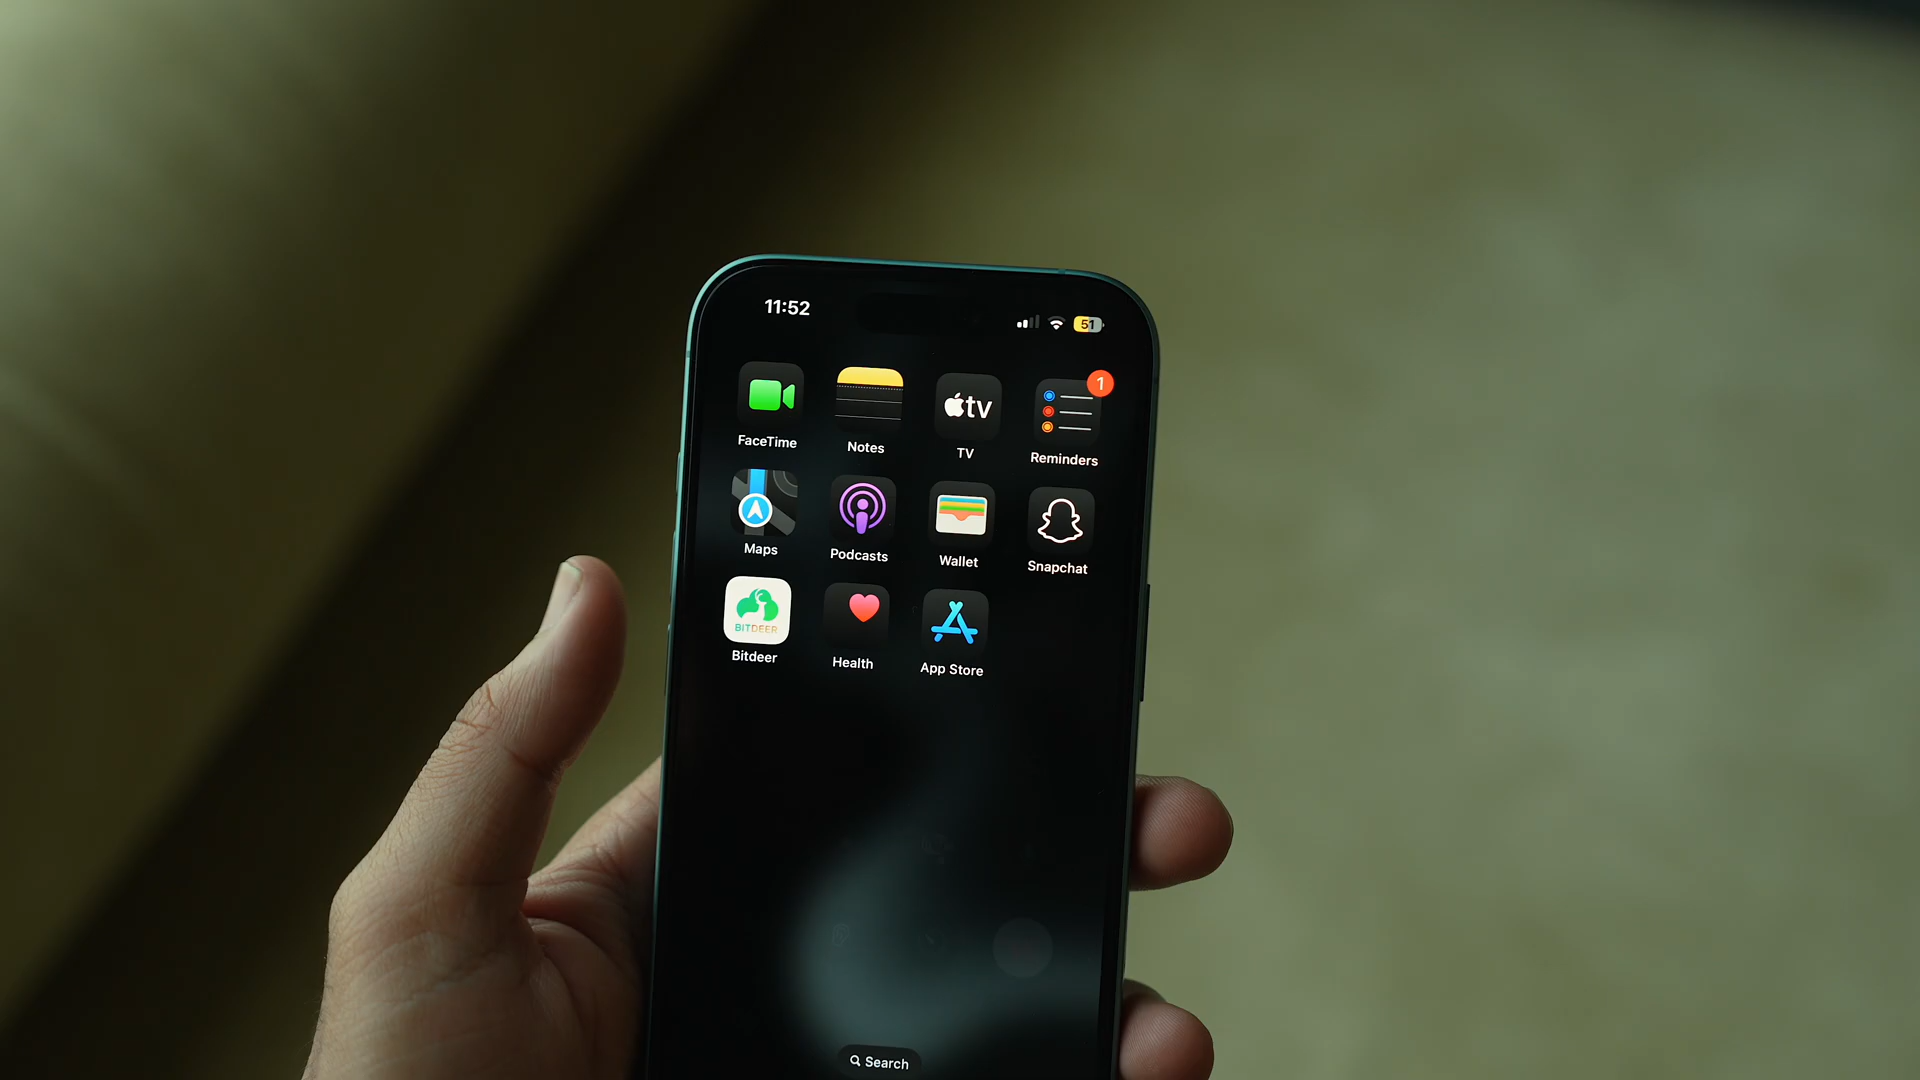 11:52
51
1
tv
FaceTime
Notes
TV
Reminders
Maps
Podcasts
Wallet
Snapchat
BITDEER
Bitdeer
Health
App Store
Search